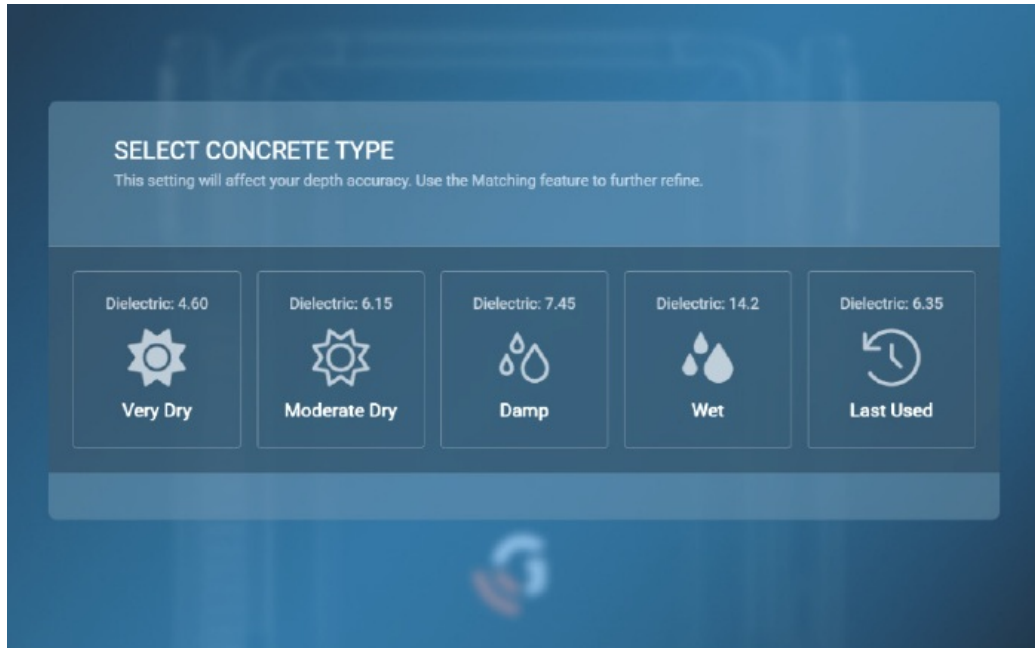 SELECT CONCRETE TYPE
This setting will affect your depth accuracy. Use the Matching feature to further refine.
Dielectric: 4.60
Very Dry
Dielectric: 6.15
Moderate Dry
Dielectric: 7.45
Damp
Dielectric: 14.2
Wet
Dielectric: 6.35
Last Used